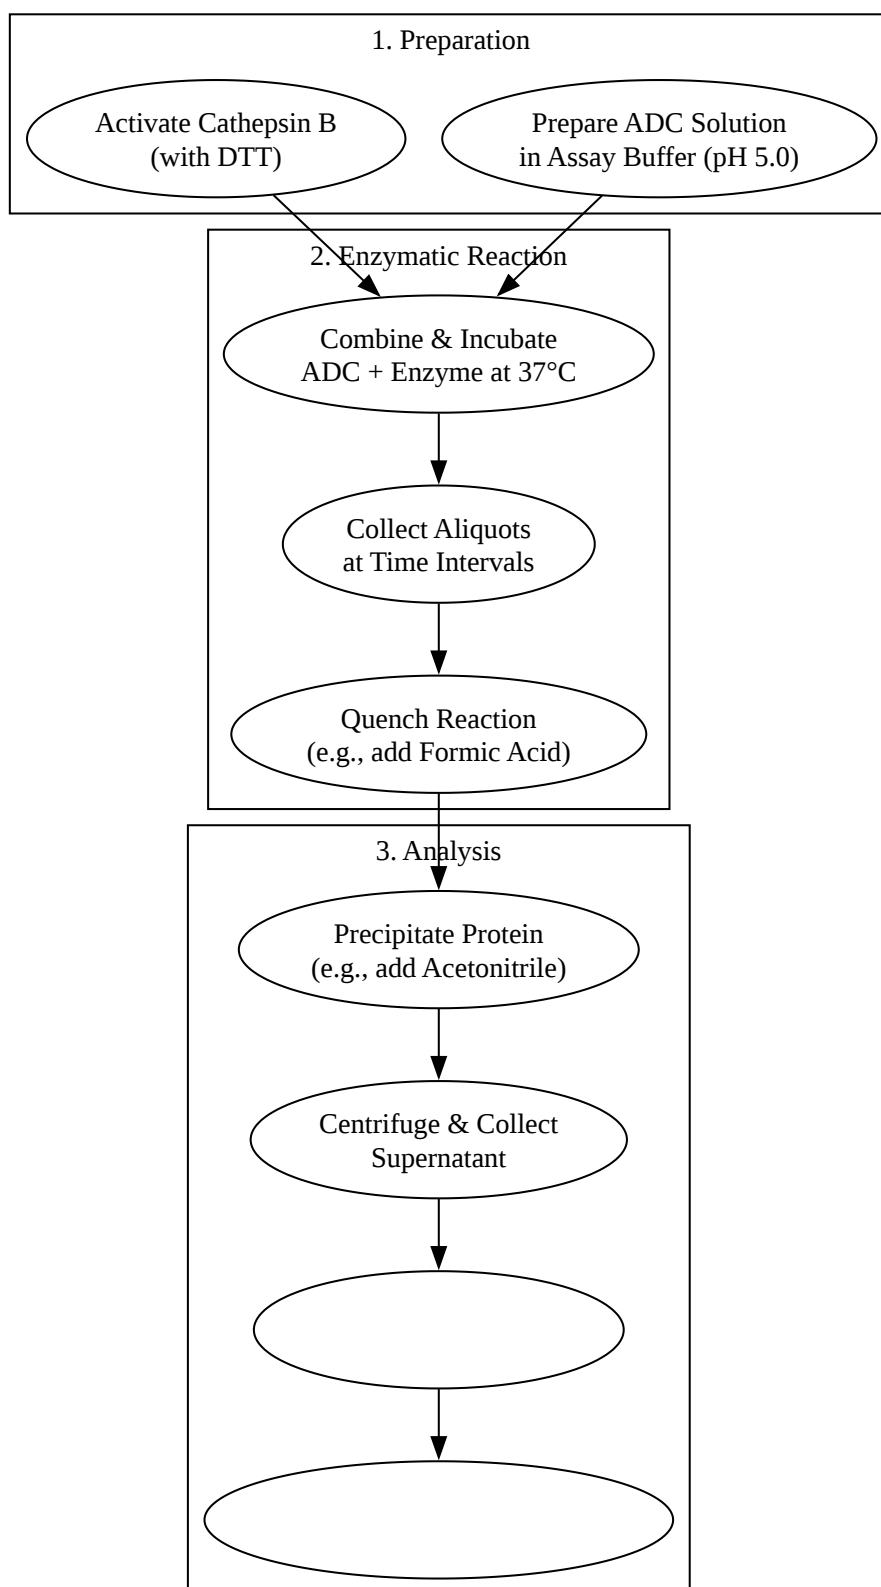 1. Preparation
Activate Cathepsin B
(with DTT)
Prepare ADC Solution
in Assay Buffer (pH 5.0)
2. Enzymatic Reaction
Combine & Incubate
ADC + Enzyme at 37°C
Collect Aliquots
at Time Intervals
Quench Reaction
(e.g., add Formic Acid)
3. Analysis
Precipitate Protein
(e.g., add Acetonitrile)
Centrifuge & Collect
Supernatant